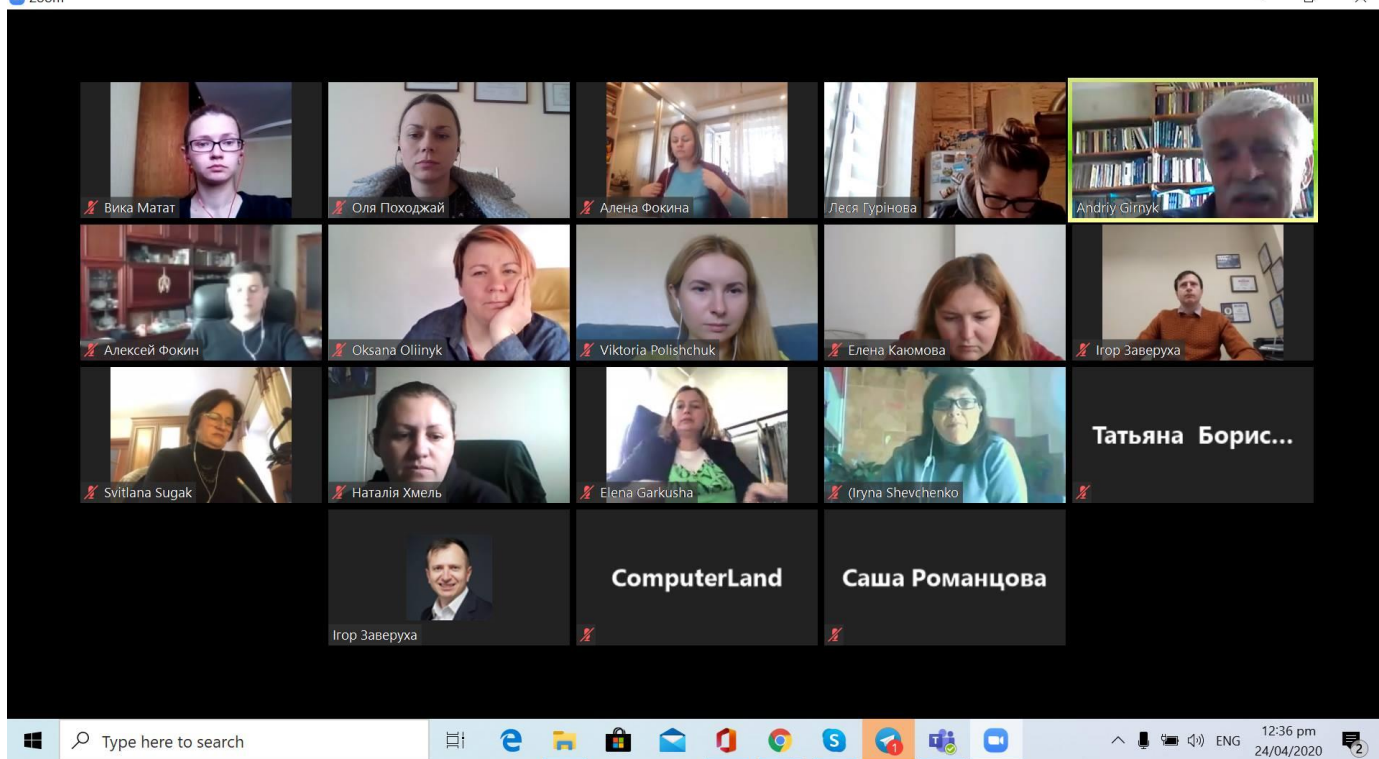 Zoom
Вика Матат
Оля Походжай
Алена Фокина
Леся Гурінова
Andriy Girnyk
Алексей Фокин
Oksana Oliinyk
Viktoria Polishchuk
Елена Каюмова
Ігор Заверуха
Svitlana Sugak
Наталія Хмель
Elena Garkusha
(Iryna Shevchenko
Татьяна Борис...
Ігор Заверуха
ComputerLand
Саша Романцова
Type here to search
ENG
12:36 pm
24/04/2020
2